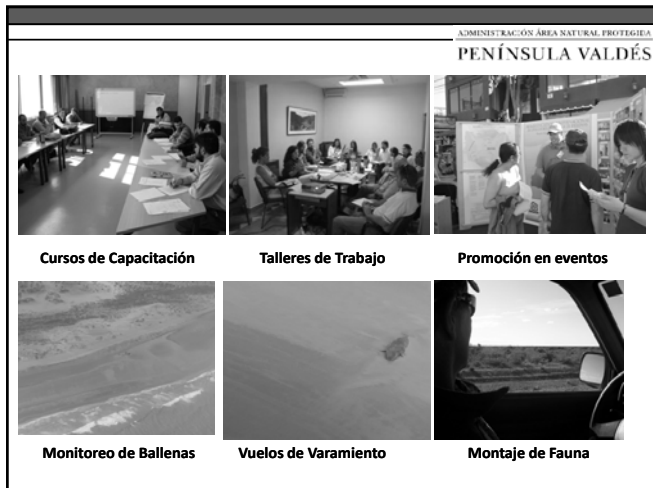 ADMINISTRACIÓN ÁREA NATURAL PROTEGIDA
PENÍNSULA VALDÉS
Cursos de Capacitación
Talleres de Trabajo
Promoción en eventos
Monitoreo de Ballenas
Vuelos de Varamiento
Montaje de Fauna